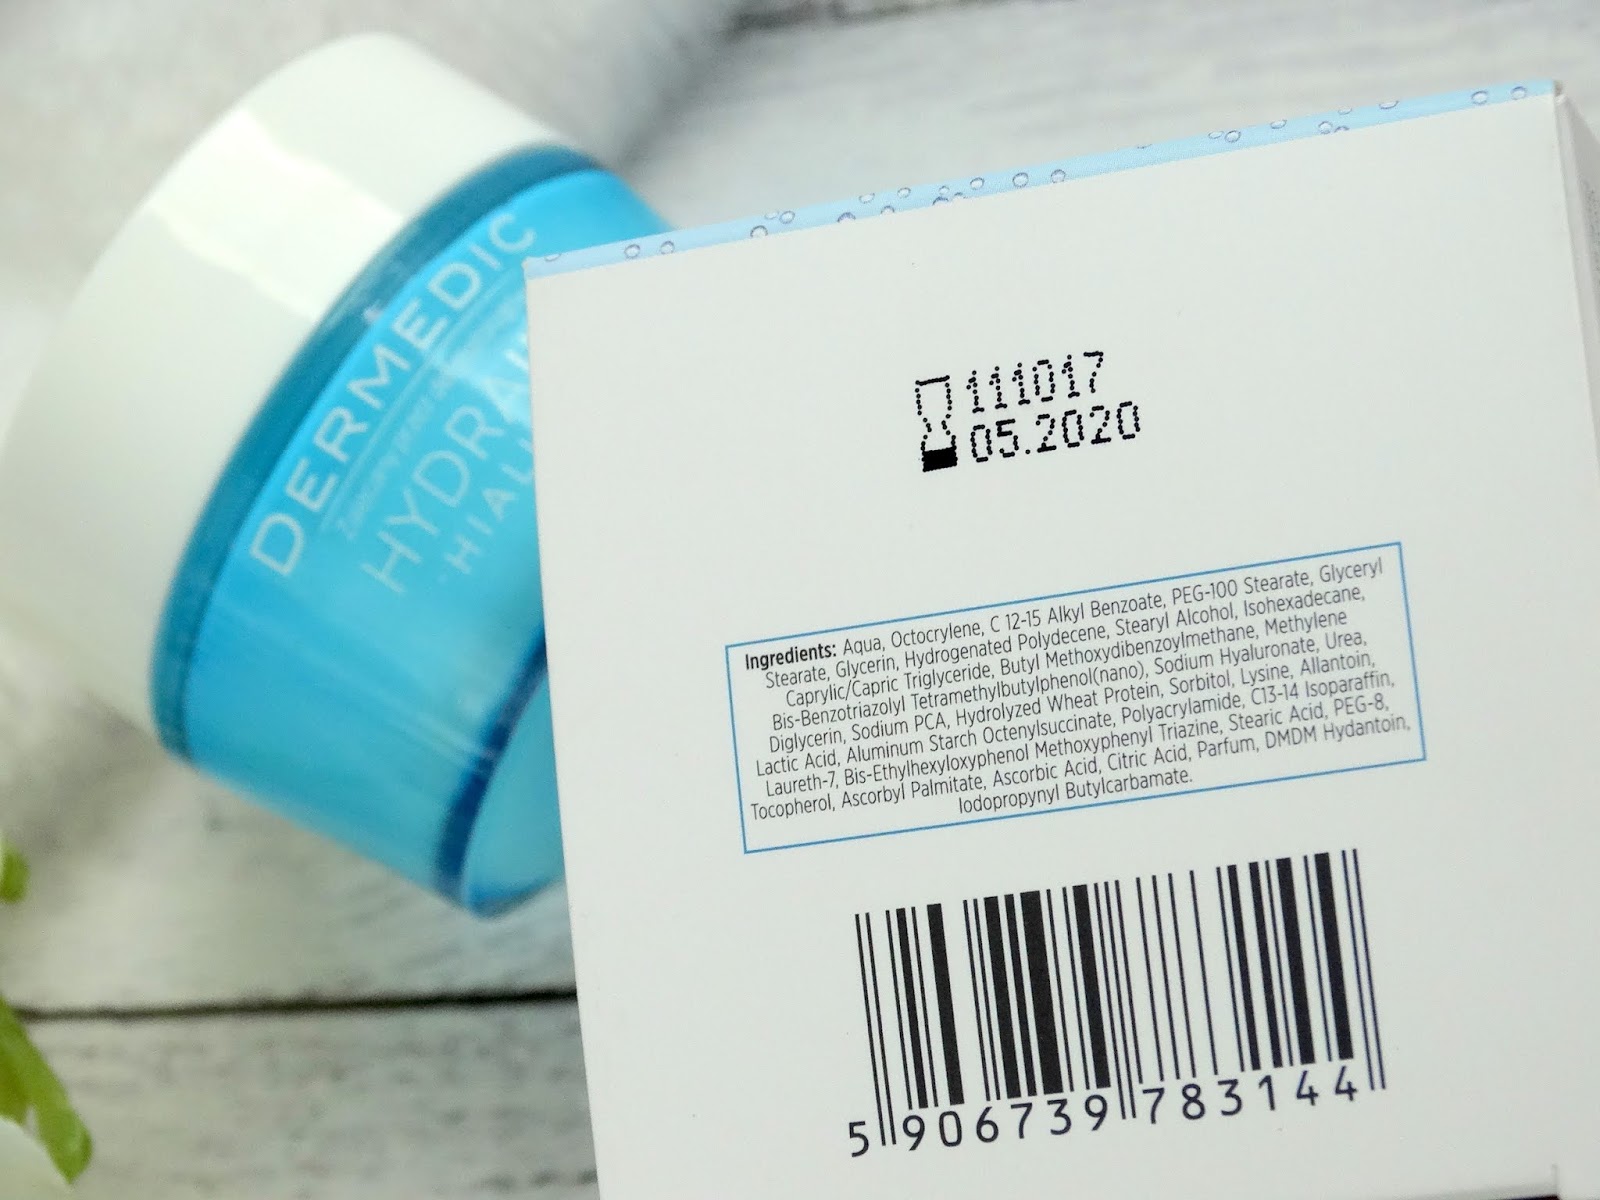 DERMEDIC
HYDRAIN
HIAL
111017
05.2020
Ingredients: Aqua, Octocrylene, C 12-15 Alkyl Benzoate, PEG-100 Stearate, Glyceryl
Stearate, Glycerin, Hydrogenated Polydecene, Stearyl Alcohol, Isohexadecane,
Caprylic/Capric Triglyceride, Butyl Methoxydibenzoylmethane, Methylene
Bis-Benzotriazolyl Tetramethylbutylphenol(nano), Sodium Hyaluronate, Urea,
Diglycerin, Sodium PCA, Hydrolyzed Wheat Protein, Sorbitol, Lysine, Allantoin,
Lactic Acid, Aluminum Starch Octenylsuccinate, Polyacrylamide, C13-14 Isoparaffin,
Laureth-7, Bis-Ethylhexyloxyphenol Methoxyphenyl Triazine, Stearic Acid, PEG-8,
Tocopherol, Ascorbyl Palmitate, Ascorbic Acid, Citric Acid, Parfum, DMDM Hydantoin,
Iodopropynyl Butylcarbamate.
5 906739 783144